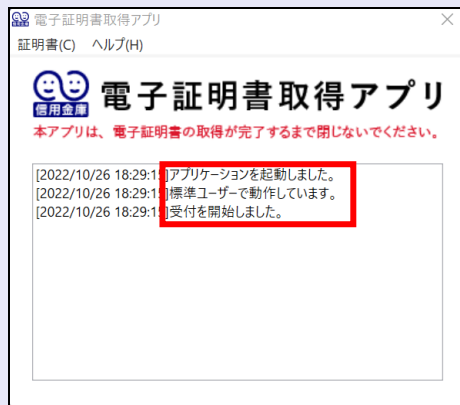 電子証明書取得アプリ
証明書(C) ヘルプ(H)
信用金庫 電子証明書取得アプリ
本アプリは、電子証明書の取得が完了するまで閉じないでください。
[2022/10/26 18:29:15]アプリケーションを起動しました。
[2022/10/26 18:29:15]標準ユーザーで動作しています。
[2022/10/26 18:29:15]受付を開始しました。